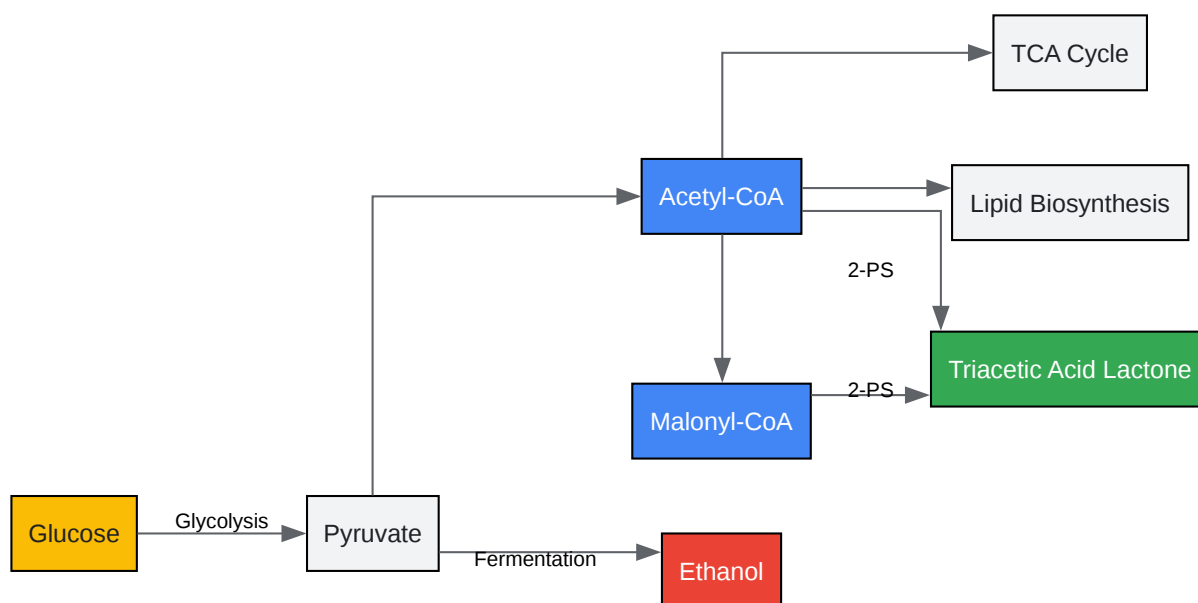 TCA Cycle
Acetyl-CoA
Lipid Biosynthesis
2-PS
Triacetic Acid Lactone
2-PS
Malonyl-CoA
Glycolysis
Glucose
Pyruvate
Fermentation
Ethanol